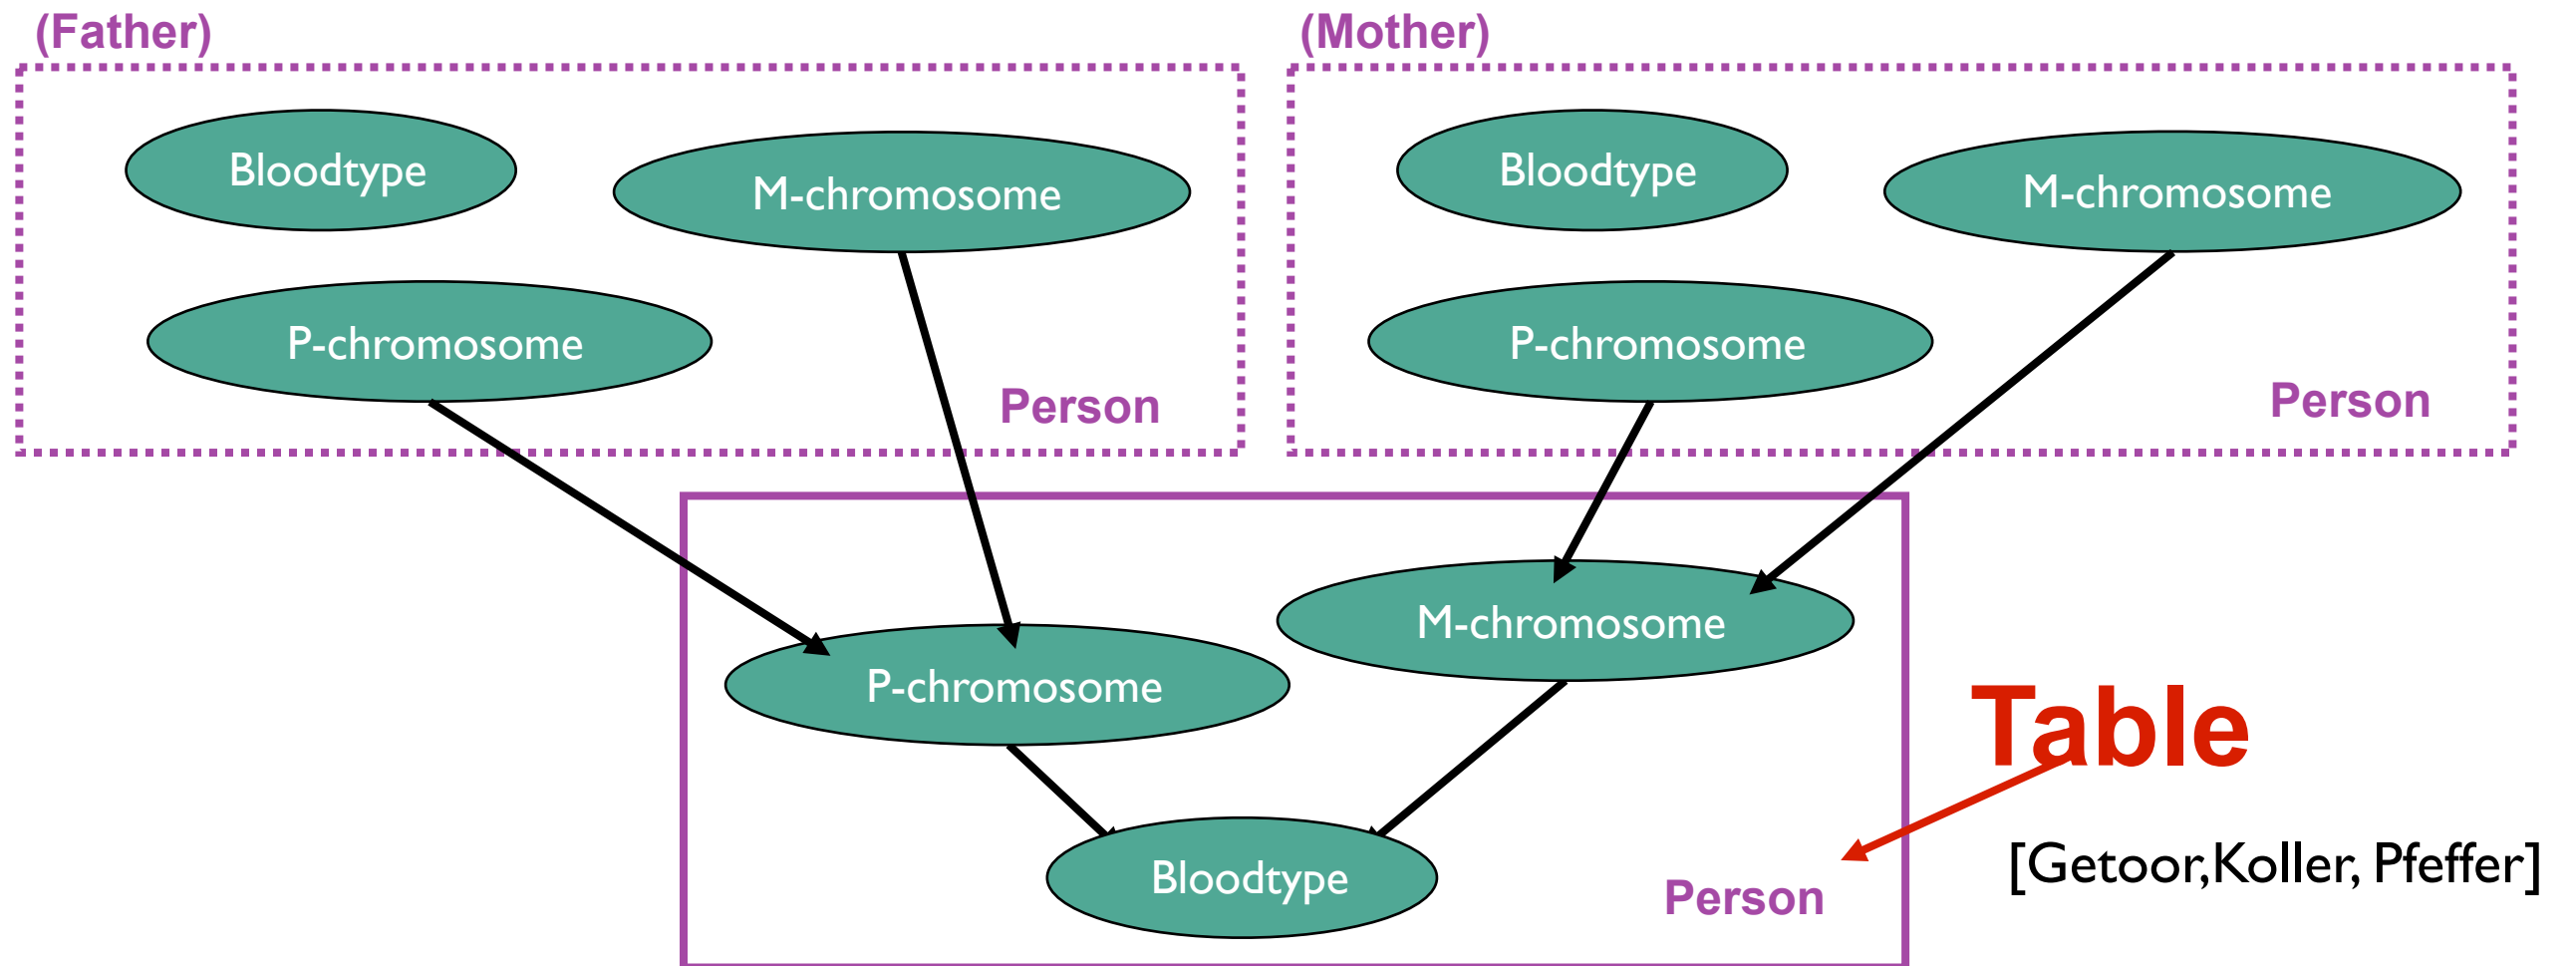 (Father)
(Mother)
Bloodtype
M-chromosome
P-chromosome
Person
Bloodtype
M-chromosome
P-chromosome
Person
M-chromosome
P-chromosome
Bloodtype
Person
Table
[Getoor,Koller, Pfeffer]